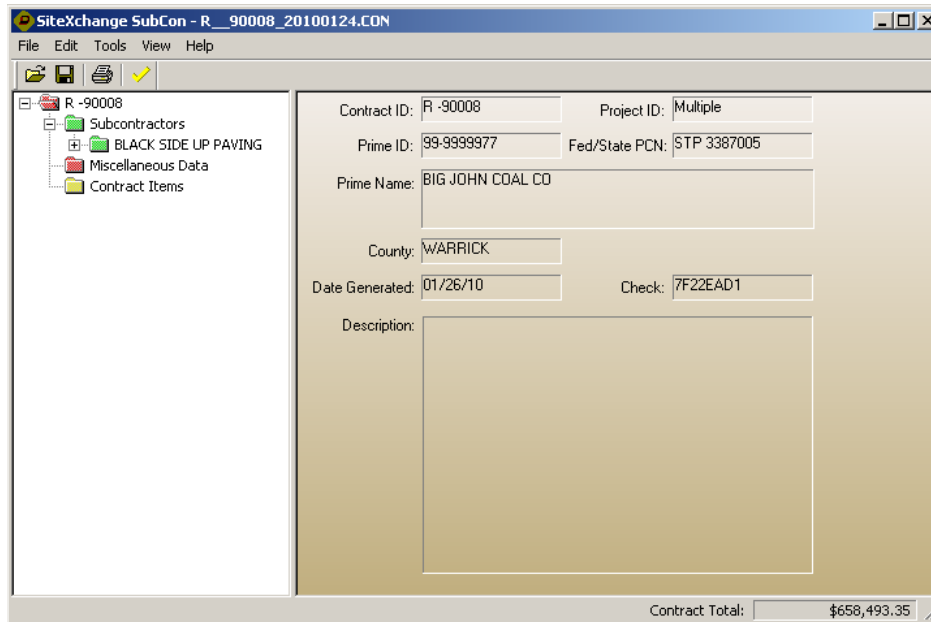 SiteXchange SubCon - R__90008_20100124.CON
File Edit Tools View Help
R -90008
Subcontractors
BLACK SIDE UP PAVING
Miscellaneous Data
Contract Items
Contract ID: R -90008 Project ID: Multiple
Prime ID: 99-9999977 Fed/State PCN: STP 3387005
Prime Name: BIG JOHN COAL CO
County: WARRICK
Date Generated: 01/26/10 Check: 7F22EAD1
Description:
Contract Total: $658,493.35